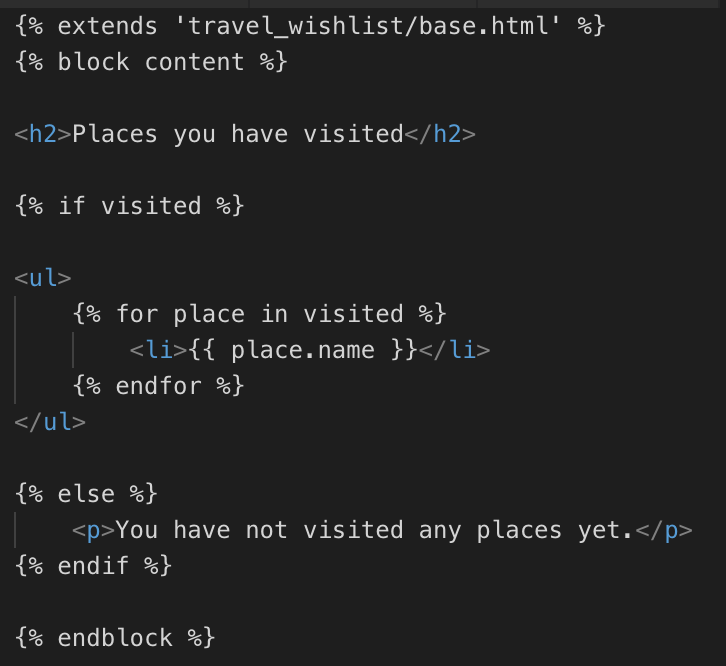 {% extends 'travel_wishlist/base.html' %}
{% block content %}
<h2>Places you have visited</h2>
{% if visited %}
<ul>
{% for place in visited %}
<li>{{ place.name }}</li>
{% endfor %}
</ul>
{% else %}
<p>You have not visited any places yet.</p>
{% endif %}
{% endblock %}